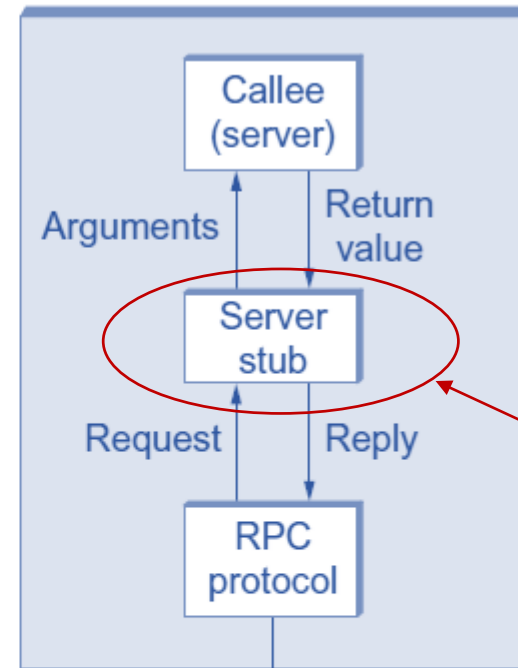 Callee
(server)
Arguments
Return
value
Server
stub
Request
Reply
RPC
protocol